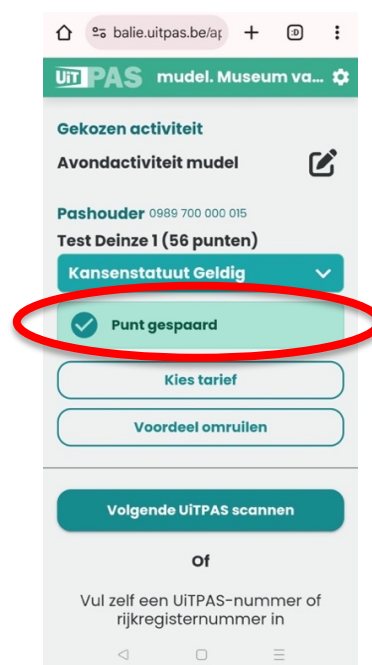 balie.uitpas.be/ap
:D
UiTPAS mudel. Museum va...
Gekozen activiteit
Avondactiviteit mudel
Pashouder 0989 700 000 015
Test Deinze 1 (56 punten)
Kansenstatuut Geldig
Punt gespaard
Kies tarief
Voordeel omruilen
Volgende UiTPAS scannen
Of
Vul zelf een UiTPAS-nummer of
rijkregisternummer in